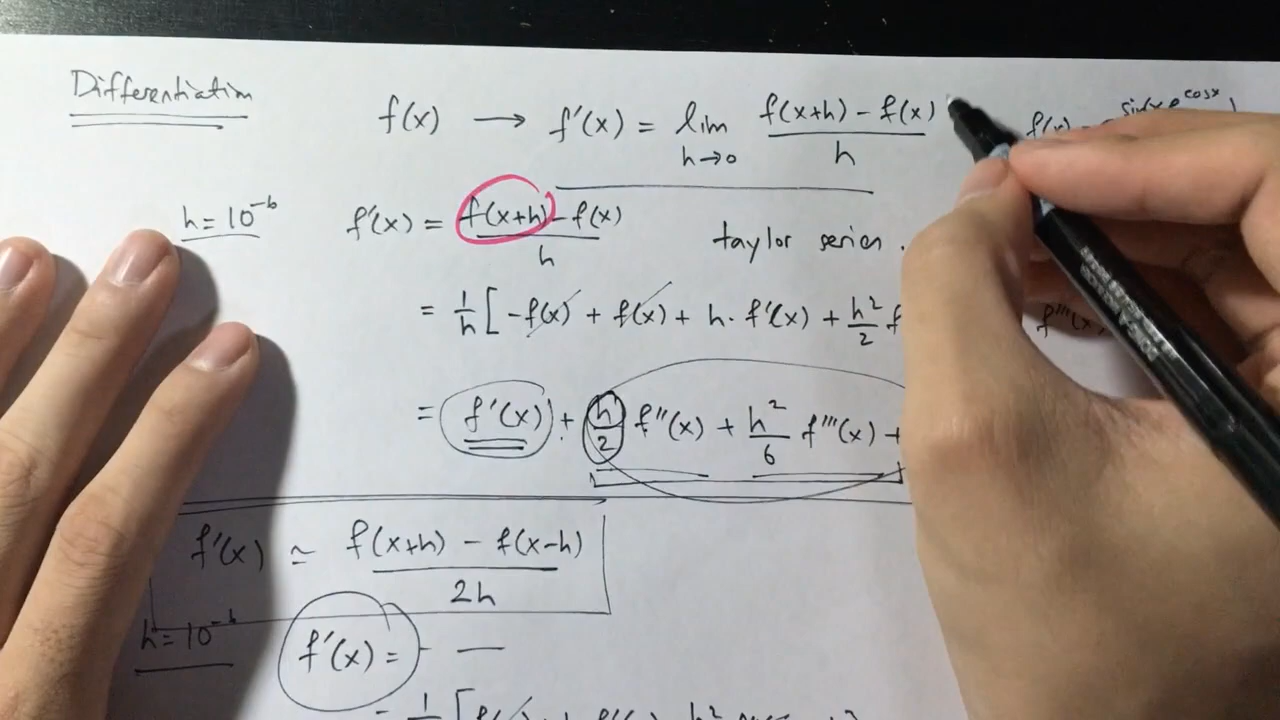 Differentiation
f(x) → f'(x) = lim h→0 f(x+h) - f(x) / h
h = 10⁻⁶ f'(x) = f(x+h) - f(x) / h taylor series.
= 1/h [ -f(x) + f(x) + h. f'(x) + h²/2 f
= f'(x) + h/2 f''(x) + h²/6 f'''(x) +
f'(x) ≃ f(x+h) - f(x-h) / 2h
h = 10⁻⁶ f'(x) =